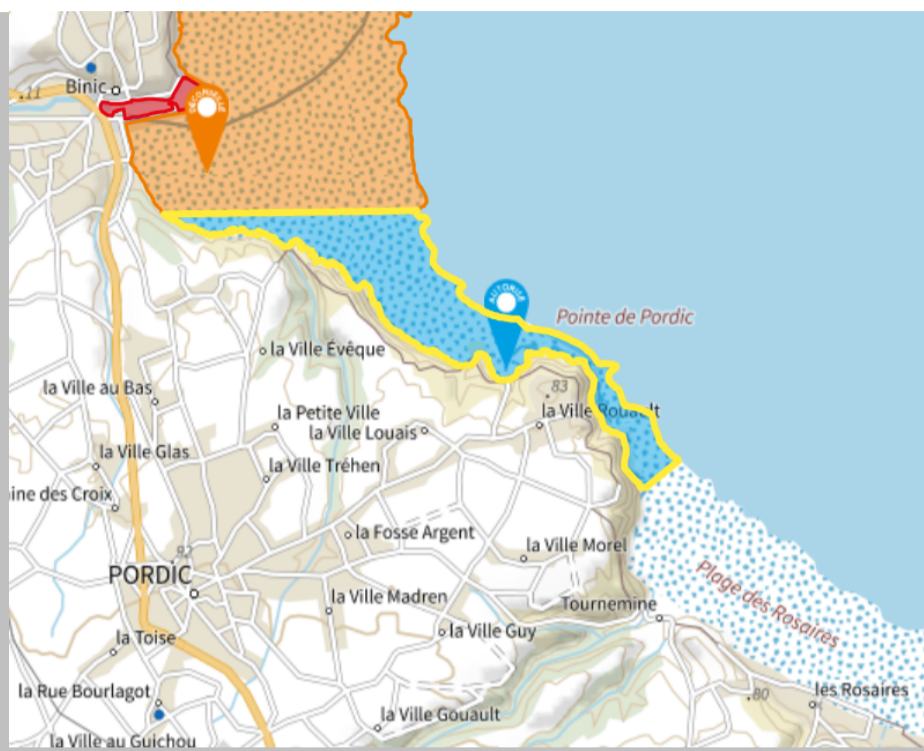 Binic
11
DÉCONSEILLÉ
AUTORISÉ
Pointe de Pordic
la Ville Évêque
la Ville au Bas
83
la Petite Ville
la Ville Rouault
la Ville Louais
la Ville Glas
la Ville Tréhen
ine des Croix
la Fosse Argent
la Ville Morel
92
PORDIC
Plage des Rosaires
la Ville Madren
Tournemine
la Toise
la Ville Guy
la Rue Bourlagot
80
les Rosaires
la Ville Gouault
la Ville au Guichou